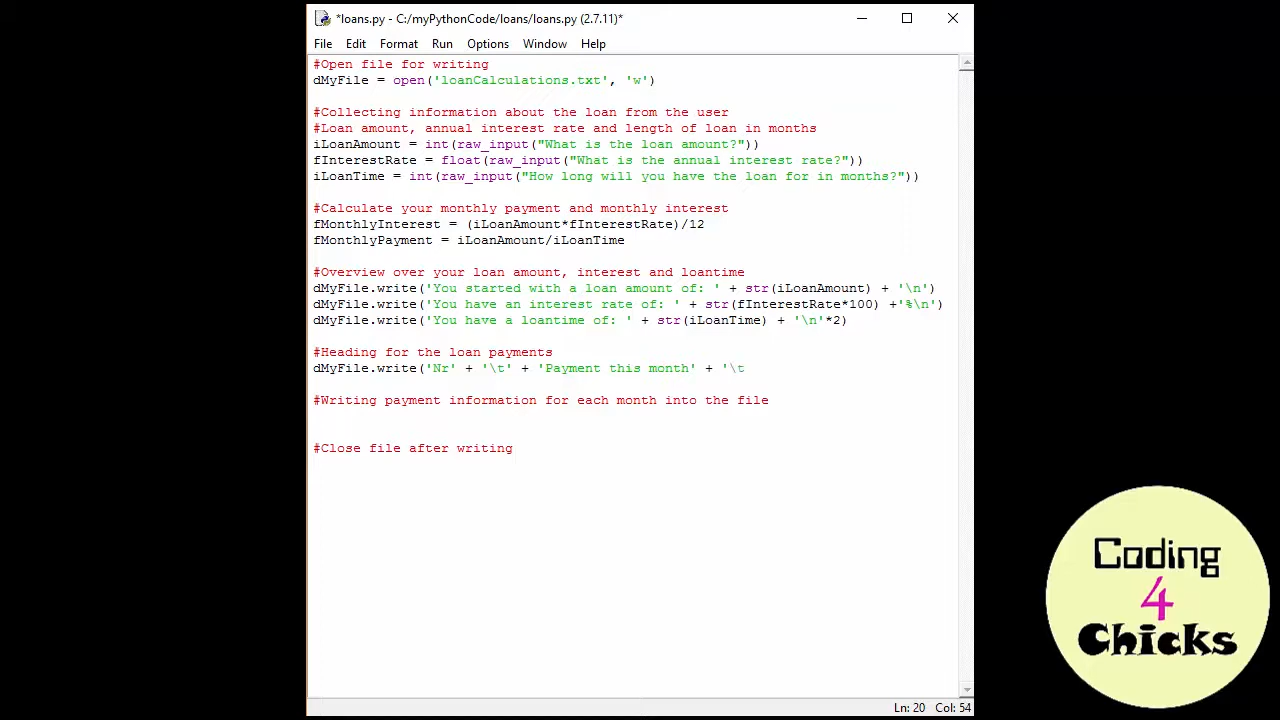 *loans.py - C:/myPythonCode/loans/loans.py (2.7.11)*
File Edit Format Run Options Window Help
#Open file for writing
dMyFile = open('loanCalculations.txt', 'w')
#Collecting information about the loan from the user
#Loan amount, annual interest rate and length of loan in months
iLoanAmount = int(raw_input("What is the loan amount?"))
fInterestRate = float(raw_input("What is the annual interest rate?"))
iLoanTime = int(raw_input("How long will you have the loan for in months?"))
#Calculate your monthly payment and monthly interest
fMonthlyInterest = (iLoanAmount*fInterestRate)/12
fMonthlyPayment = iLoanAmount/iLoanTime
#Overview over your loan amount, interest and loantime
dMyFile.write('You started with a loan amount of: ' + str(iLoanAmount) + '\n')
dMyFile.write('You have an interest rate of: ' + str(fInterestRate*100) +'%\n')
dMyFile.write('You have a loantime of: ' + str(iLoanTime) + '\n'*2)
#Heading for the loan payments
dMyFile.write('Nr' + '\t' + 'Payment this month' + '\t
#Writing payment information for each month into the file
#Close file after writing
Ln: 20 Col: 54
Coding
4
Chicks